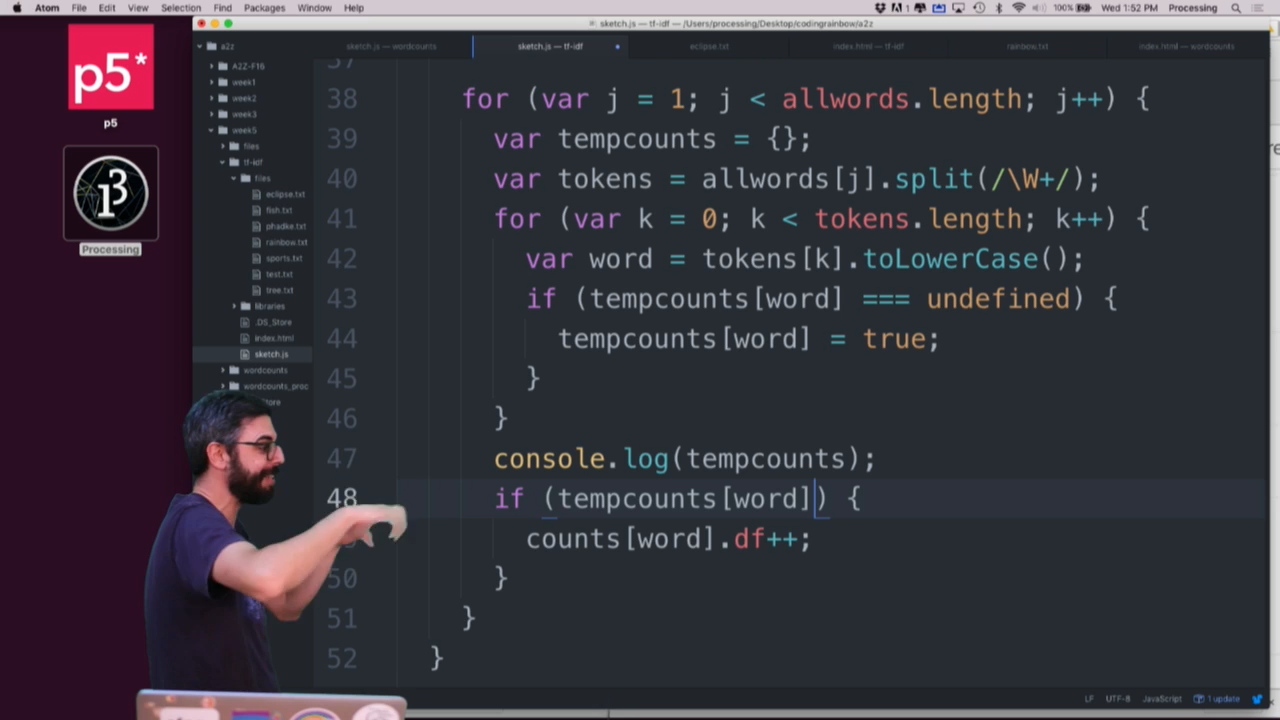 Atom File Edit View Selection Find Packages Window Help 1 100% Wed 1:52 PM Processing
sketch.js — tf-idf — /Users/processing/Desktop/codingrainbow/a2z
p5*
p5
Processing
a2z
A2Z-F16
week1
week2
week3
week5
files
tf-idf
files
eclipse.txt
fish.txt
phadke.txt
rainbow.txt
sports.txt
test.txt
tree.txt
libraries
.DS_Store
index.html
sketch.js
wordcounts
wordcounts_proc
sketch.js — wordcounts sketch.js — tf-idf eclipse.txt index.html — tf-idf rainbow.txt index.html — wordcounts
37
38 for (var j = 1; j < allwords.length; j++) {
39 var tempcounts = {};
40 var tokens = allwords[j].split(/\W+/);
41 for (var k = 0; k < tokens.length; k++) {
42 var word = tokens[k].toLowerCase();
43 if (tempcounts[word] === undefined) {
44 tempcounts[word] = true;
45 }
46 }
47 console.log(tempcounts);
48 if (tempcounts[word]) {
counts[word].df++;
50 }
51 }
52 }
LF UTF-8 JavaScript 1 update